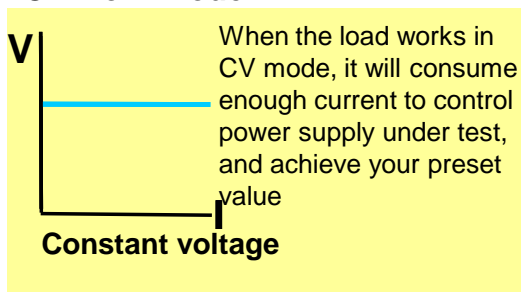 V
When the load works in
CV mode, it will consume
enough current to control
power supply under test,
and achieve your preset
value
I
Constant voltage